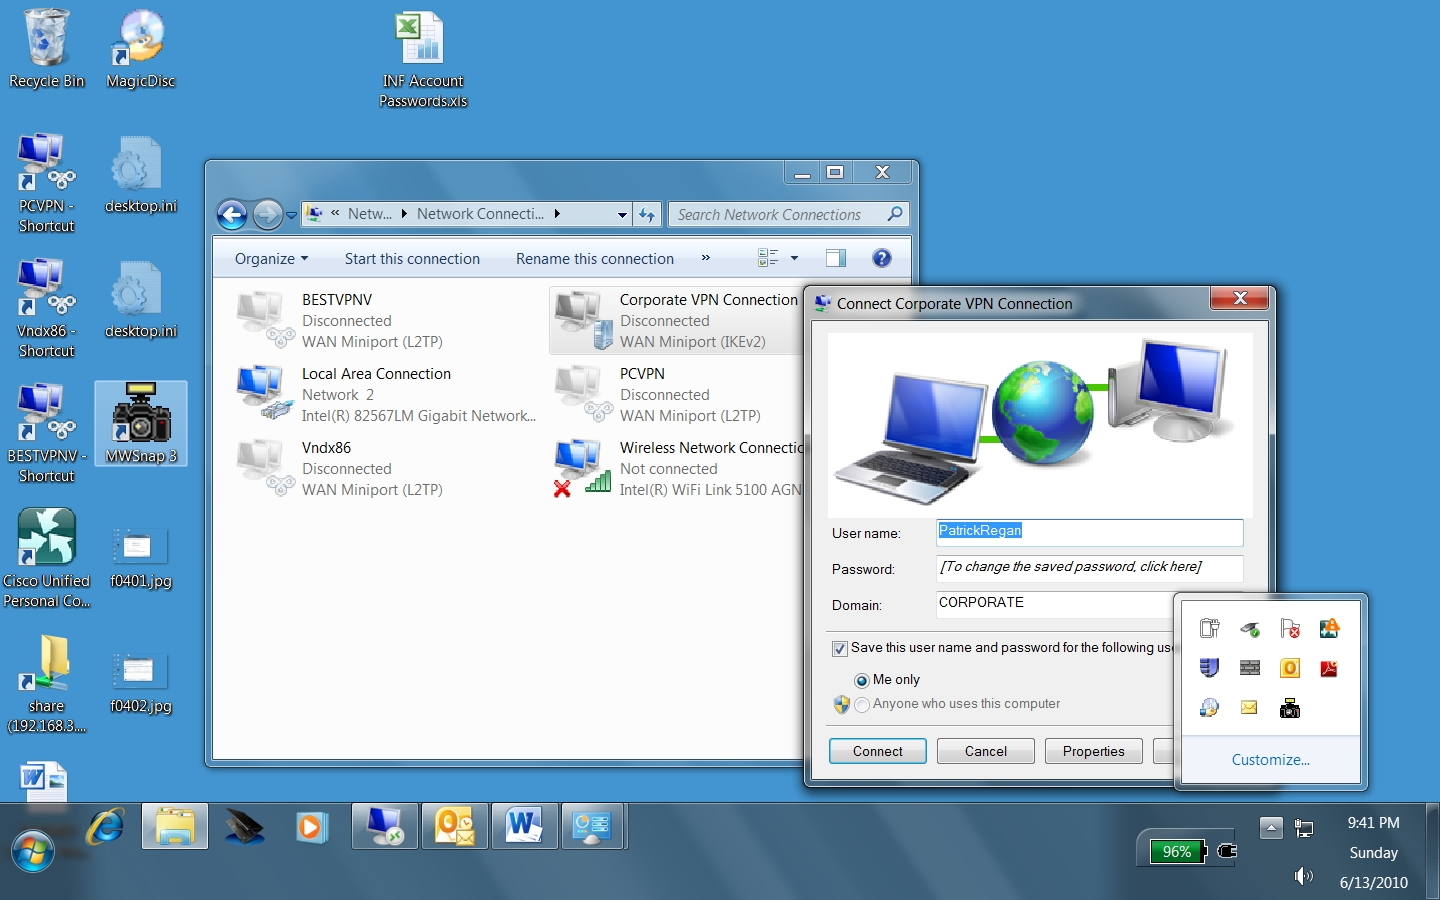 Recycle Bin
MagicDisc
INF Account
Passwords.xls
PCVPN -
Shortcut
desktop.ini
Vndx86 -
Shortcut
desktop.ini
BESTVPNV -
Shortcut
MWSnap 3
Cisco Unified
Personal Co...
f0401.jpg
share
(192.168.3....
f0402.jpg
« Netw... Network Connecti...
Search Network Connections
Organize
Start this connection
Rename this connection
»
BESTVPNV
Disconnected
WAN Miniport (L2TP)
Corporate VPN Connection
Disconnected
WAN Miniport (IKEv2)
Local Area Connection
Network 2
Intel(R) 82567LM Gigabit Network...
PCVPN
Disconnected
WAN Miniport (L2TP)
Vndx86
Disconnected
WAN Miniport (L2TP)
Wireless Network Connectio
Not connected
Intel(R) WiFi Link 5100 AGN
Connect Corporate VPN Connection
User name:
PatrickRegan
Password:
[To change the saved password, click here]
Domain:
CORPORATE
Save this user name and password for the following use
Me only
Anyone who uses this computer
Connect
Cancel
Properties
Customize...
96%
9:41 PM
Sunday
6/13/2010